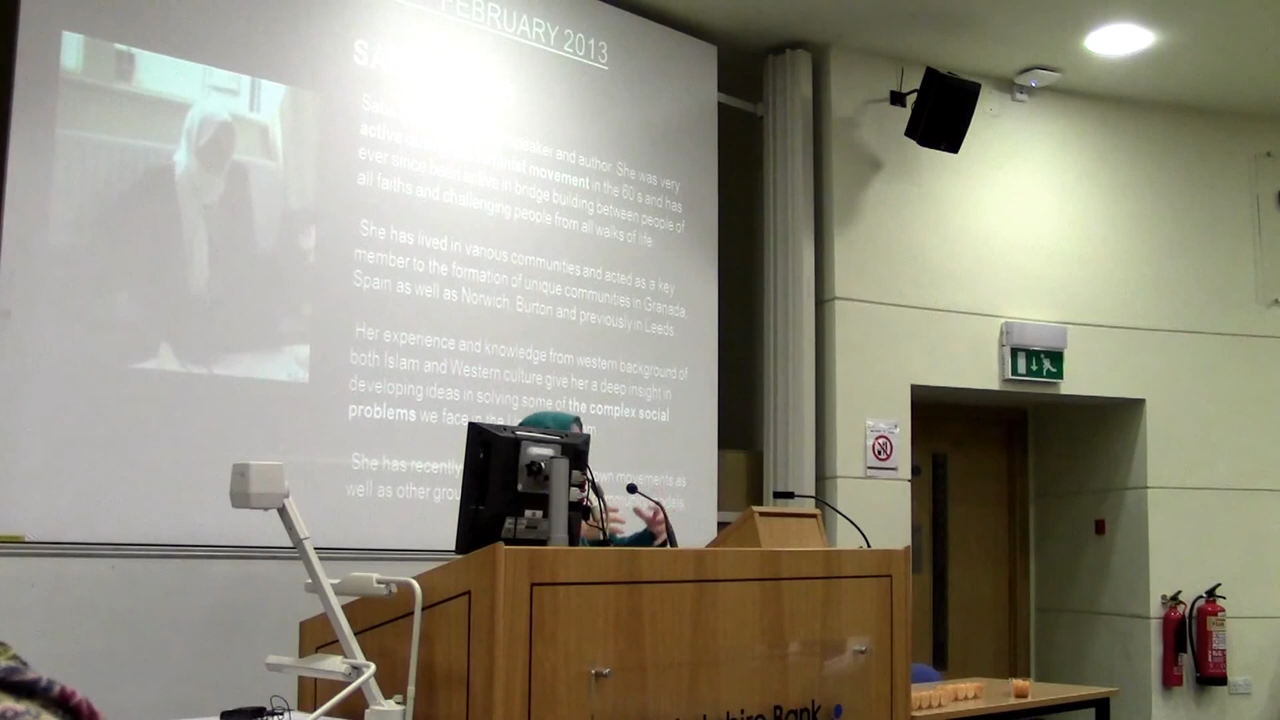 FEBRUARY 2013
speaker and author. She was very
active movement in the 60's and has
ever since been active in bridge building between people of
all faiths and challenging people from all walks of life.
She has lived in various communities and acted as a key
member to the formation of unique communities in Granada,
Spain as well as Norwich, Burton and previously in Leeds.
Her experience and knowledge from western background of
both Islam and Western culture give her a deep insight in
developing ideas in solving some of the complex social
problems we face in the
She has recently own movements as
well as other
Bank